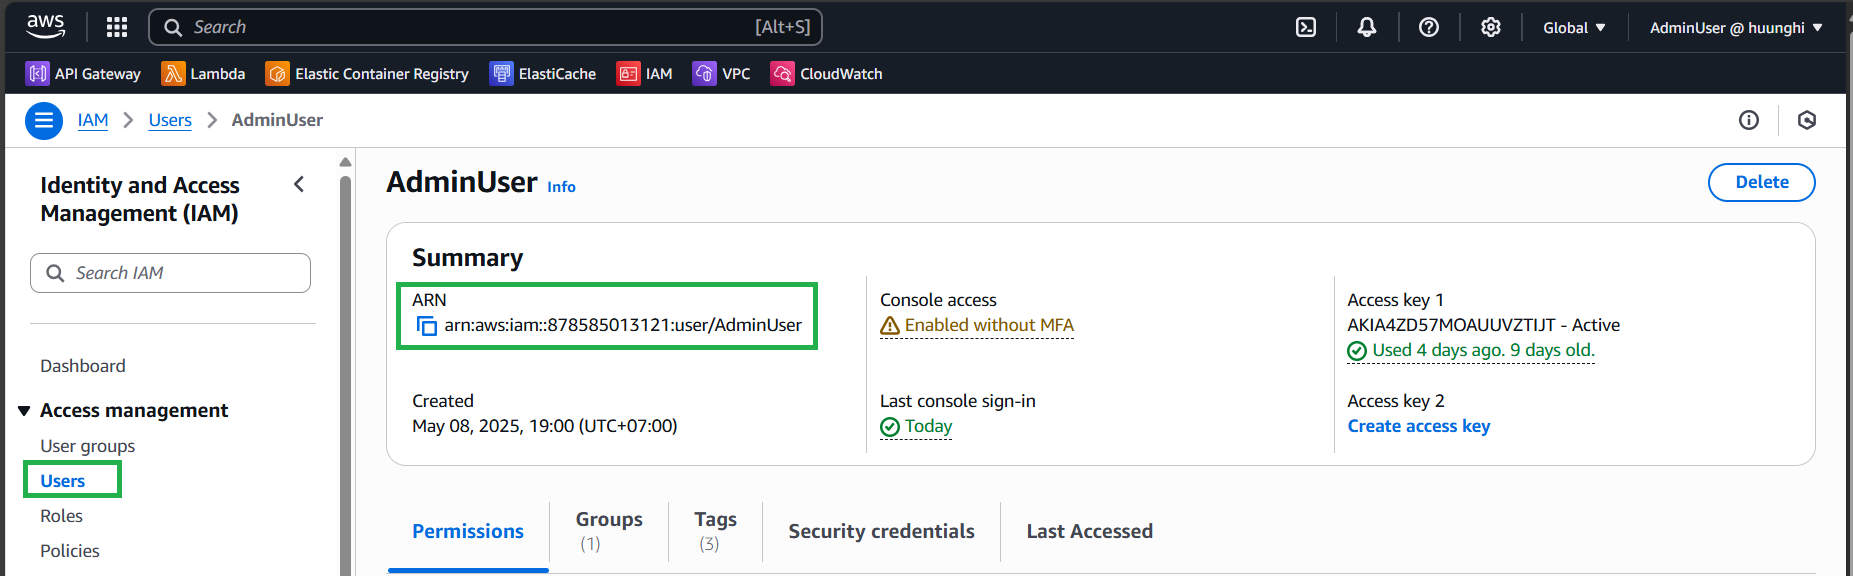 aws
Search
[Alt+S]
Global
AdminUser @ huunghi
API Gateway
Lambda
Elastic Container Registry
ElastiCache
IAM
VPC
CloudWatch
IAM
Users
AdminUser
Identity and Access
Management (IAM)
Search IAM
Dashboard
Access management
User groups
Users
Roles
Policies
AdminUser Info
Delete
Summary
ARN
arn:aws:iam::878585013121:user/AdminUser
Console access
Enabled without MFA
Access key 1
AKIA4ZD57MOAUUVZTIJT - Active
Used 4 days ago. 9 days old.
Created
May 08, 2025, 19:00 (UTC+07:00)
Last console sign-in
Today
Access key 2
Create access key
Permissions
Groups
(1)
Tags
(3)
Security credentials
Last Accessed